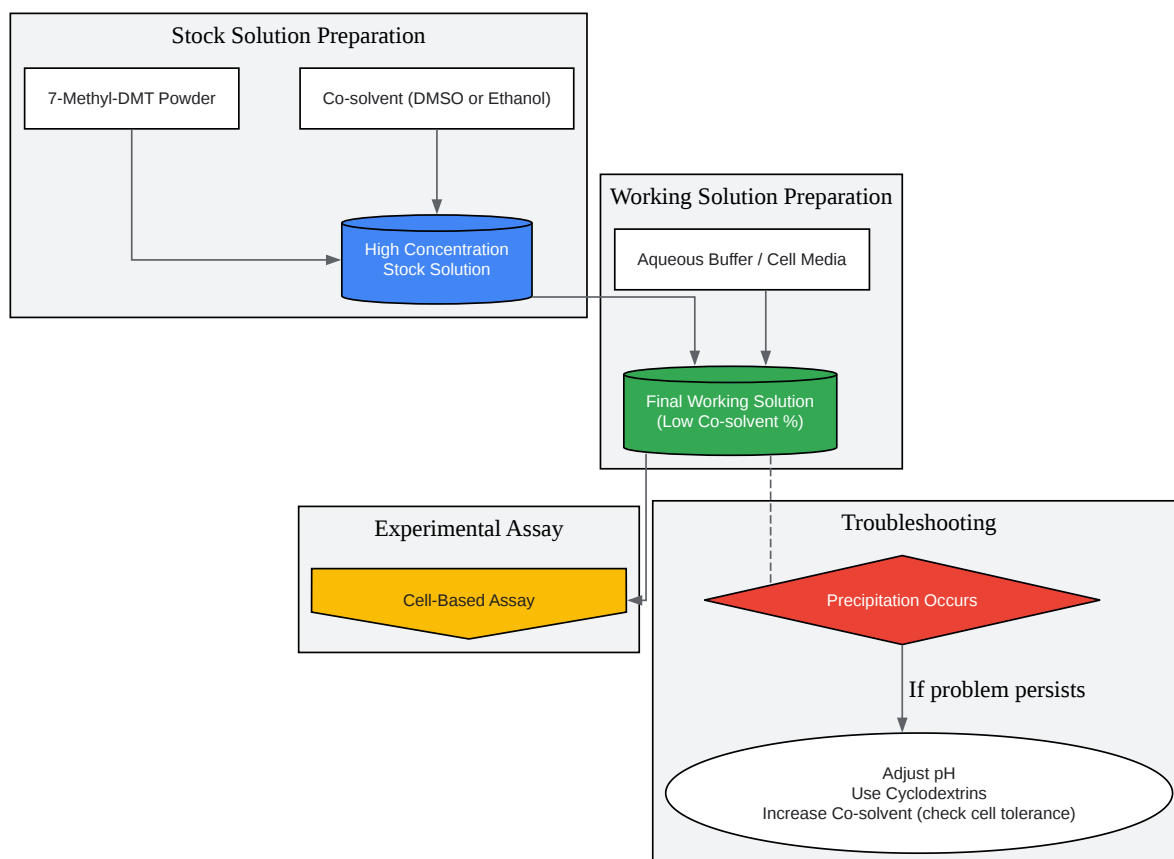 Stock Solution Preparation
7-Methyl-DMT Powder
Co-solvent (DMSO or Ethanol)
High Concentration
Stock Solution
Working Solution Preparation
Aqueous Buffer / Cell Media
Final Working Solution
(Low Co-solvent %)
Experimental Assay
Cell-Based Assay
Troubleshooting
Precipitation Occurs
If problem persists
Adjust pH
Use Cyclodextrins
Increase Co-solvent (check cell tolerance)